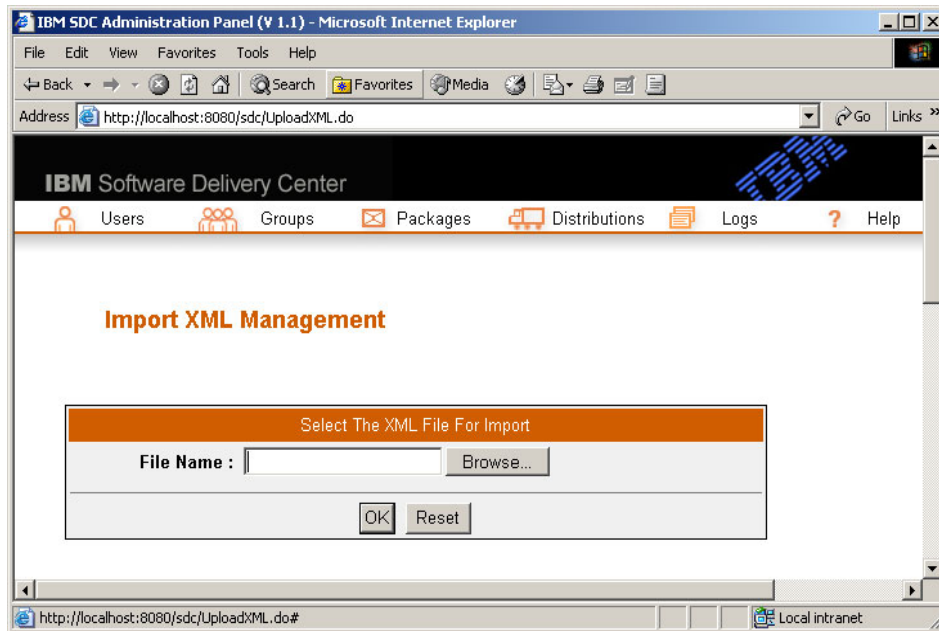 IBM SDC Administration Panel (V 1.1) - Microsoft Internet Explorer
File Edit View Favorites Tools Help
Back Search Favorites Media
Address http://localhost:8080/sdc/UploadXML.do Go Links »
IBM Software Delivery Center IBM
Users Groups Packages Distributions Logs ? Help
Import XML Management
Select The XML File For Import
File Name : Browse...
OK Reset
http://localhost:8080/sdc/UploadXML.do# Local intranet